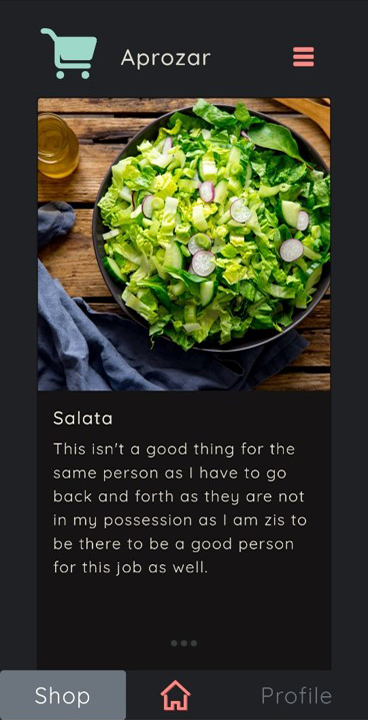 Aprozar
Salata
This isn't a good thing for the
same person as I have to go
back and forth as they are not
in my possession as I am zis to
be there to be a good person
for this job as well.
Shop
Profile